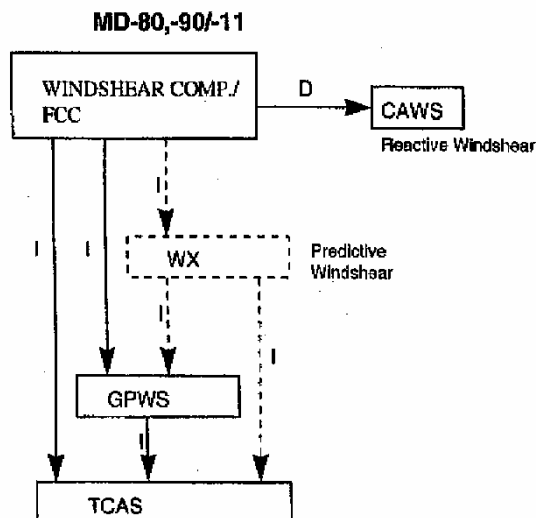 MD-80,-90/-11
WINDSHEAR COMP./
FCC
D
CAWS
Reactive Windshear
I
I
I
WX
Predictive
Windshear
I
I
GPWS
I
TCAS